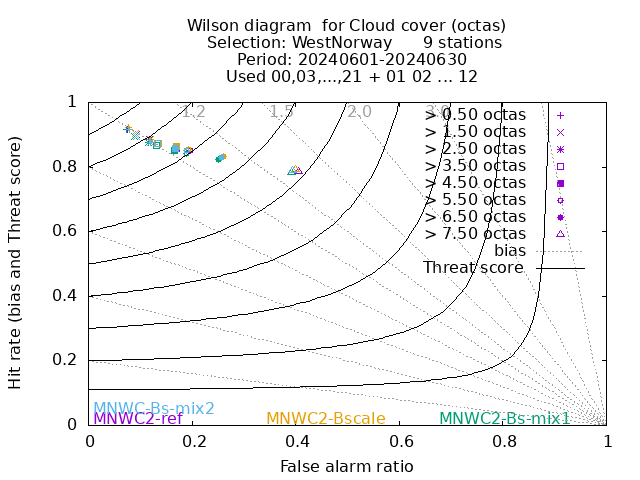 Wilson diagram  for Cloud cover (octas)
Selection: WestNorway      9 stations
Period: 20240601-20240630
Used 00,03,...,21 + 01 02 ... 12
1.2 1.5 2.0 3.0
> 0.50 octas
> 1.50 octas
> 2.50 octas
> 3.50 octas
> 4.50 octas
> 5.50 octas
> 6.50 octas
> 7.50 octas
bias
Threat score
1
0.8
0.6
0.4
0.2
0
Hit rate (bias and Threat score)
MNWC-Bs-mix2
MNWC2-ref MNWC2-Bscale MNWC2-Bs-mix1
0 0.2 0.4 0.6 0.8 1
False alarm ratio